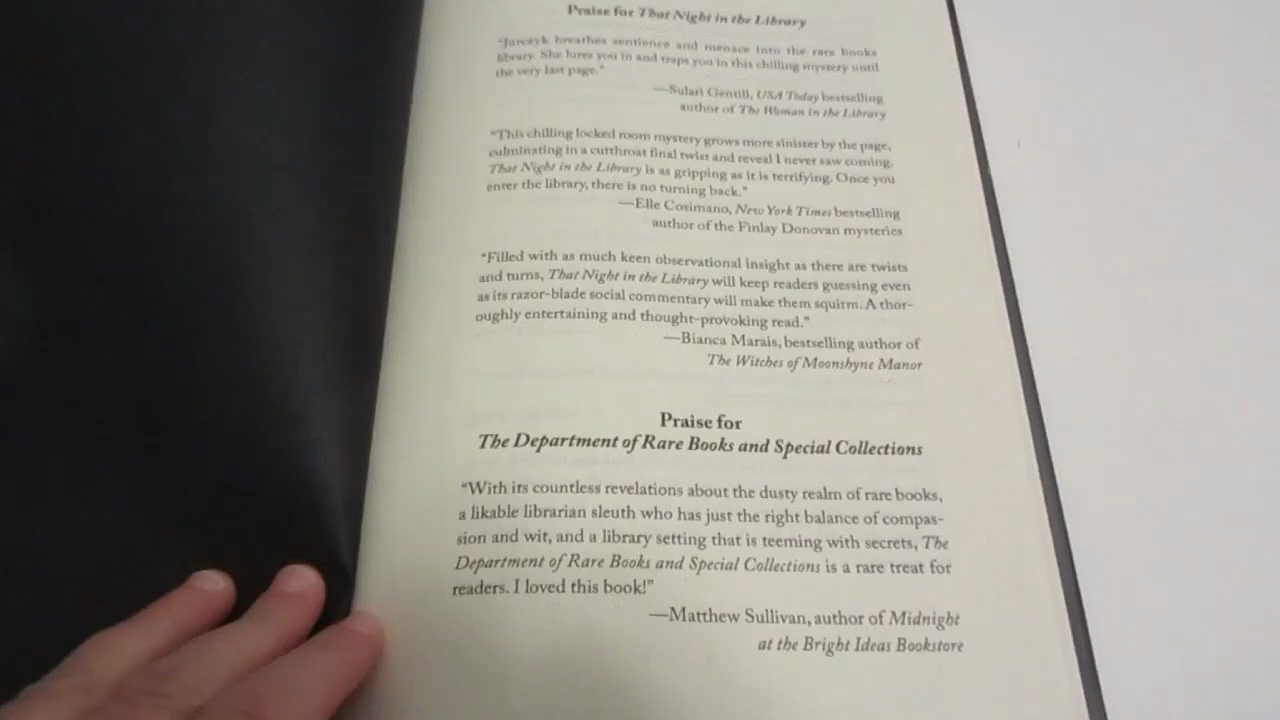 Praise for That Night in the Library
"Jurczyk breathes sentience and menace into the rare books
library. She lures you in and traps you in this chilling mystery until
the very last page."
—Sulari Gentill, USA Today bestselling
author of The Woman in the Library
"This chilling locked room mystery grows more sinister by the page,
culminating in a cutthroat final twist and reveal I never saw coming.
That Night in the Library is as gripping as it is terrifying. Once you
enter the library, there is no turning back."
—Elle Cosimano, New York Times bestselling
author of the Finlay Donovan mysteries
"Filled with as much keen observational insight as there are twists
and turns, That Night in the Library will keep readers guessing even
as its razor-blade social commentary will make them squirm. A thor-
oughly entertaining and thought-provoking read."
—Bianca Marais, bestselling author of
The Witches of Moonshyne Manor
Praise for
The Department of Rare Books and Special Collections
"With its countless revelations about the dusty realm of rare books,
a likable librarian sleuth who has just the right balance of compas-
sion and wit, and a library setting that is teeming with secrets, The
Department of Rare Books and Special Collections is a rare treat for
readers. I loved this book!"
—Matthew Sullivan, author of Midnight
at the Bright Ideas Bookstore